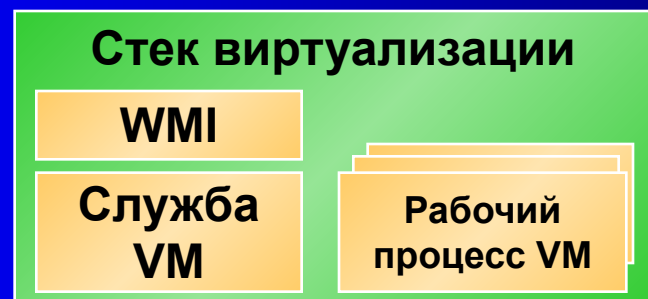 Стек виртуализации
WMI
Служба
VM
Рабочий
процесс VM